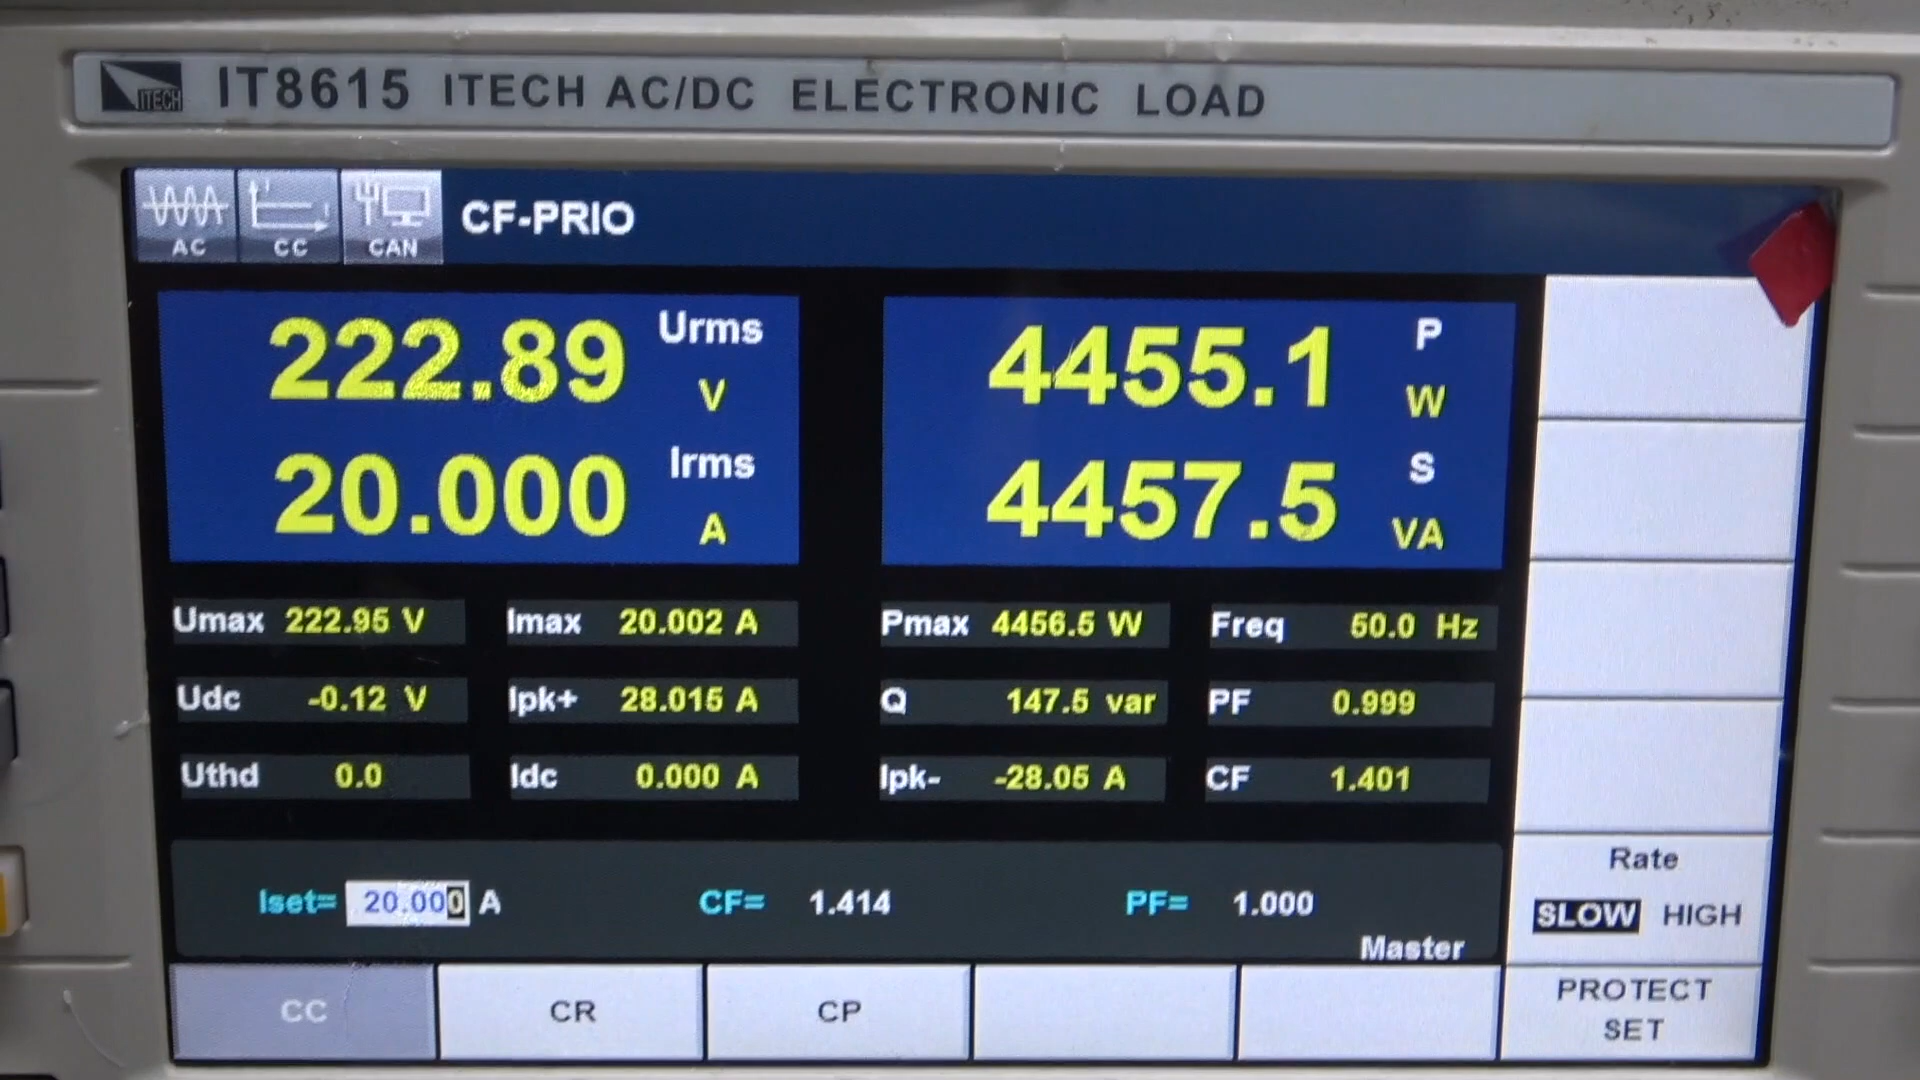 ITECH IT8615 ITECH AC/DC ELECTRONIC LOAD
AC CC CAN CF-PRIO
222.89 Urms V
20.000 Irms A
4455.1 P W
4457.5 S VA
Umax 222.95 V Imax 20.002 A Pmax 4456.5 W Freq 50.0 Hz
Udc -0.12 V Ipk+ 28.015 A Q 147.5 var PF 0.999
Uthd 0.0 Idc 0.000 A Ipk- -28.05 A CF 1.401
Iset= 20.000 A CF= 1.414 PF= 1.000
Master
Rate
SLOW HIGH
CC CR CP
PROTECT
SET